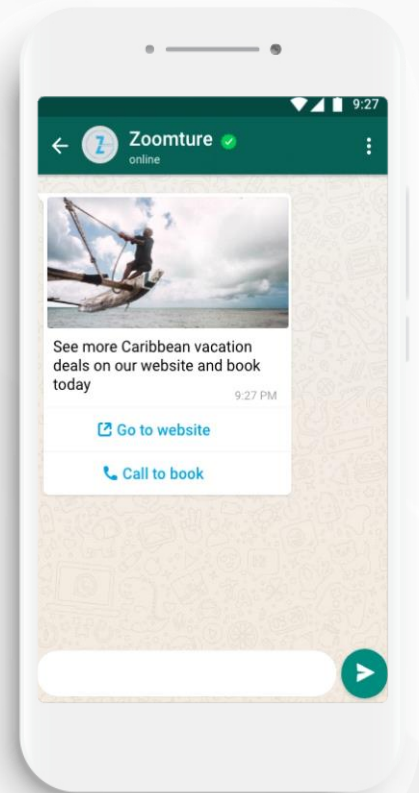 9:27
Zoomture
online
See more Caribbean vacation
deals on our website and book
today
9:27 PM
Go to website
Call to book